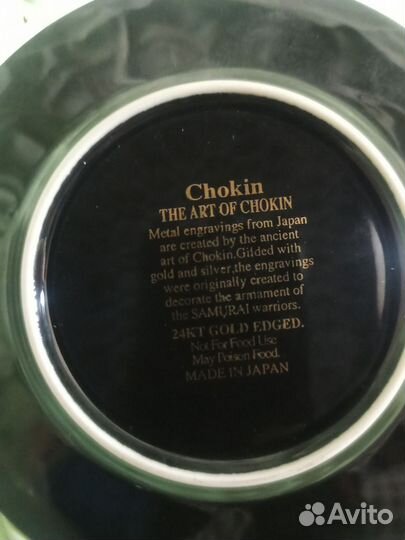 Chokin
THE ART OF CHOKIN
Metal engravings from Japan
are created by the ancient
art of Chokin.Gilded with
gold and silver,the engravings
were originally created to
decorate the armament of
the SAMURAI warriors.
24KT GOLD EDGED.
Not For Food Use
May Poison Food.
MADE IN JAPAN
Avito